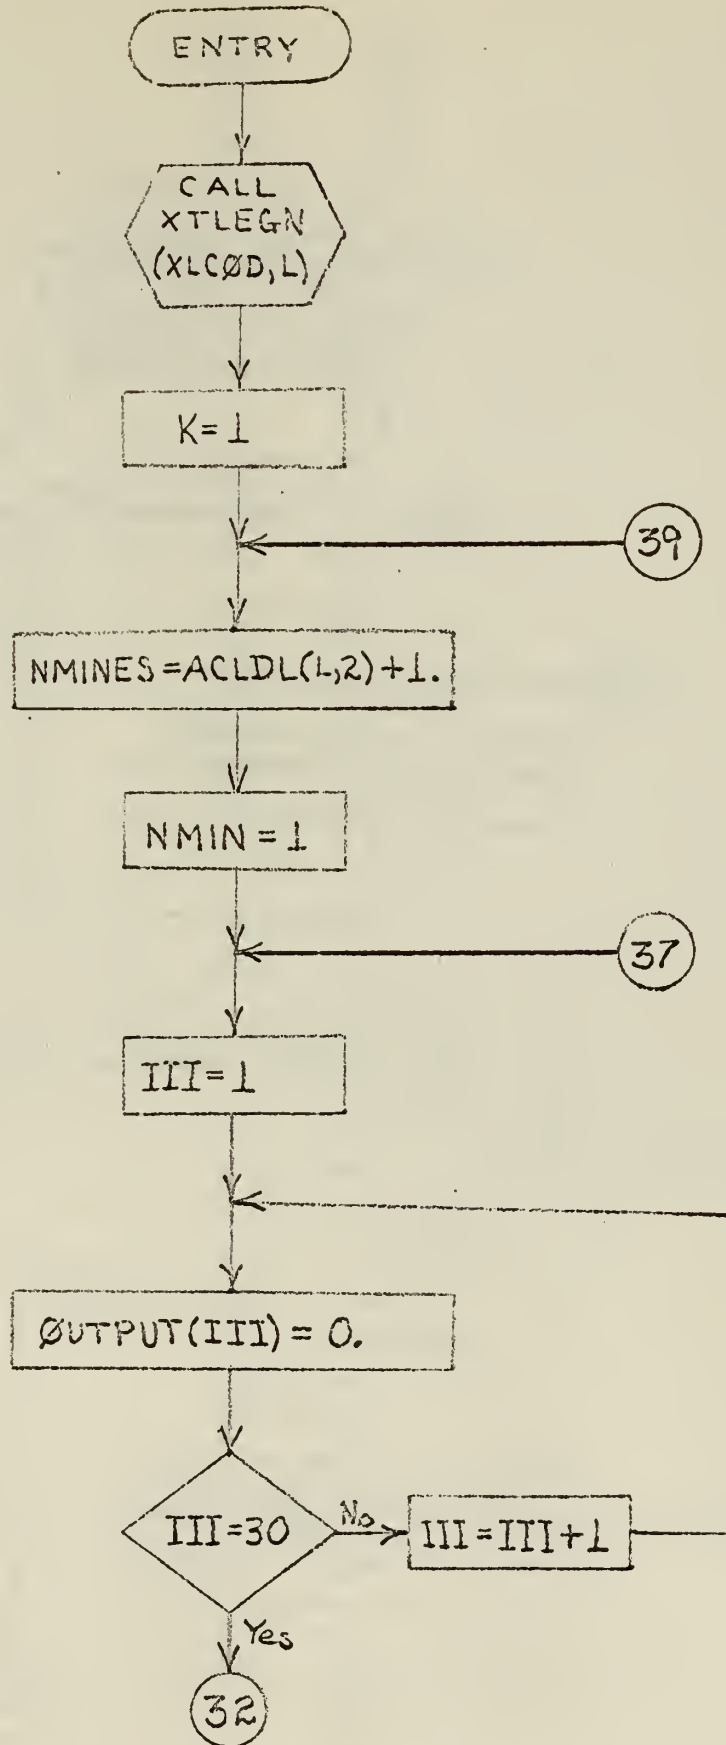 ENTRY
CALL
XTLEGN
(XLCØD,L)
K=1
39
NMINES=ACLDL(L,2)+1.
NMIN=1
37
III=1
ØUTPUT(III)=0.
III=30
No
III=III+1
Yes
32